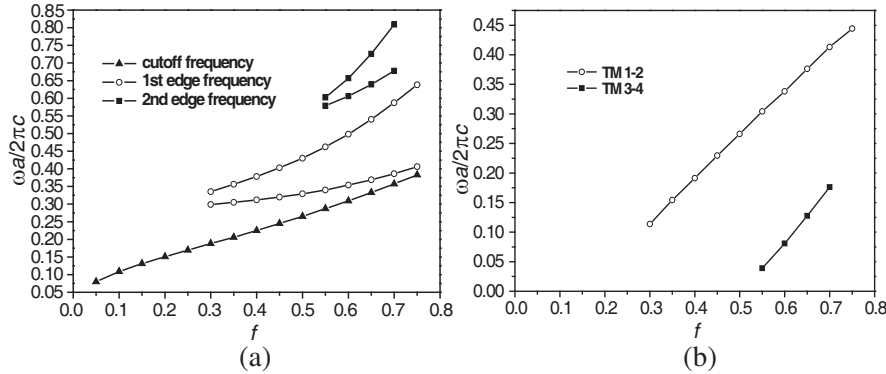 0.85
0.80
0.75
0.70
0.65
0.60
0.55
0.50
0.45
0.40
0.35
0.30
0.25
0.20
0.15
0.10
0.05
ωa/2πc
cutoff frequency
1st edge frequency
2nd edge frequency
0.0 0.1 0.2 0.3 0.4 0.5 0.6 0.7 0.8
f
(a)
0.45
0.40
0.35
0.30
0.25
0.20
0.15
0.10
0.05
0.00
ωa/2πc
TM 1-2
TM 3-4
0.0 0.1 0.2 0.3 0.4 0.5 0.6 0.7 0.8
f
(b)